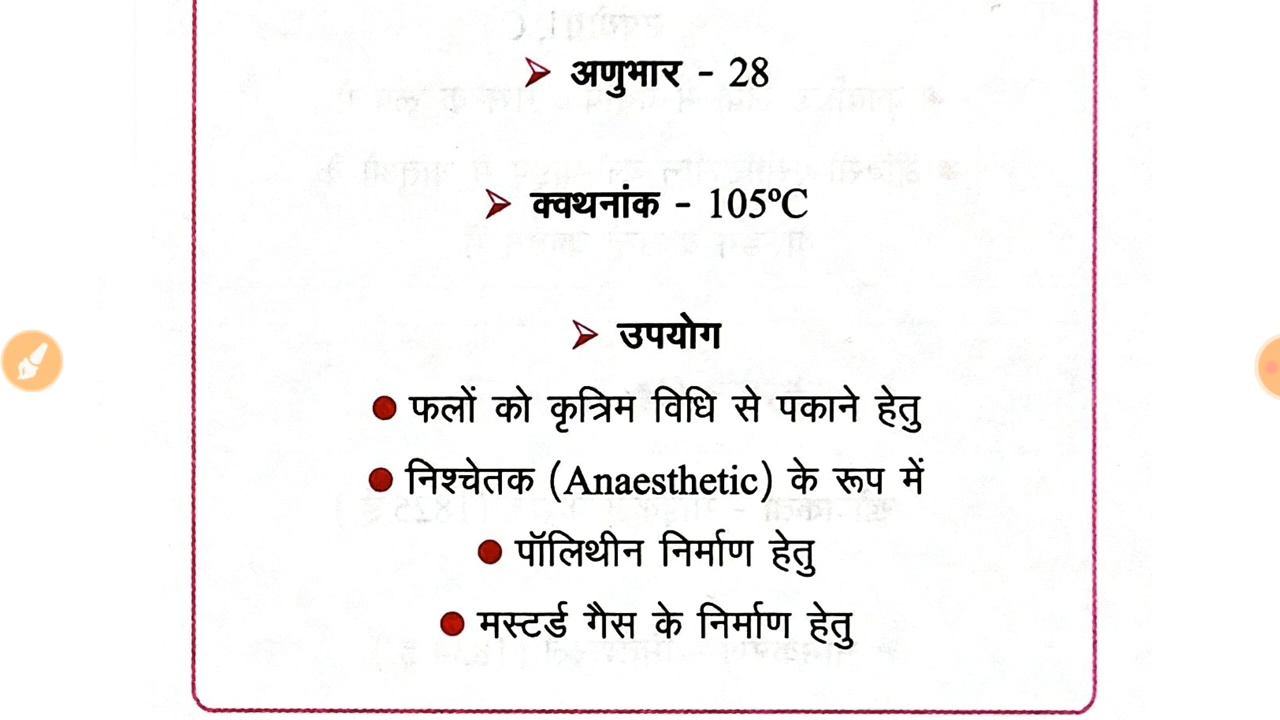 ➢ अणुभार - 28
➢ क्वथनांक - 105°C
➢ उपयोग
● फलों को कृत्रिम विधि से पकाने हेतु
● निश्चेतक (Anaesthetic) के रूप में
● पॉलिथीन निर्माण हेतु
● मस्टर्ड गैस के निर्माण हेतु